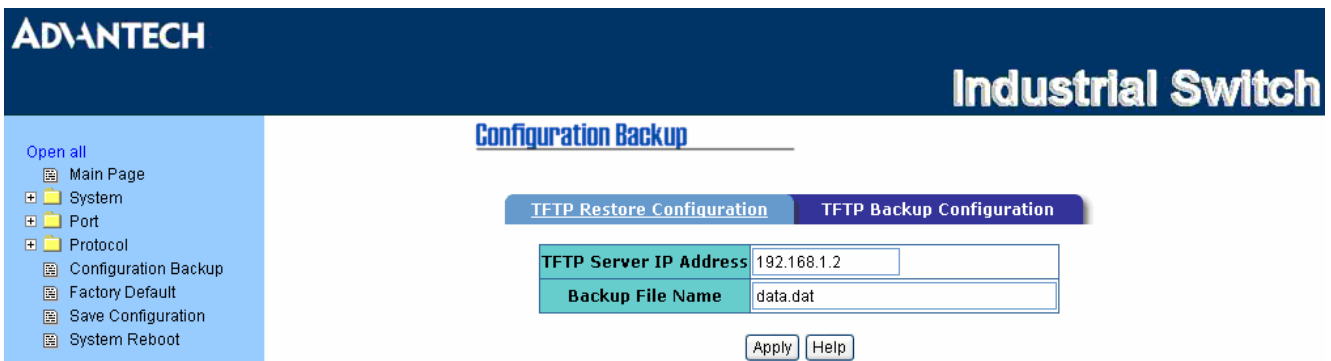 ADVANTECH
Industrial Switch
Open all
Main Page
System
Port
Protocol
Configuration Backup
Factory Default
Save Configuration
System Reboot
Configuration Backup
TFTP Restore Configuration TFTP Backup Configuration
TFTP Server IP Address 192.168.1.2
Backup File Name data.dat
Apply Help